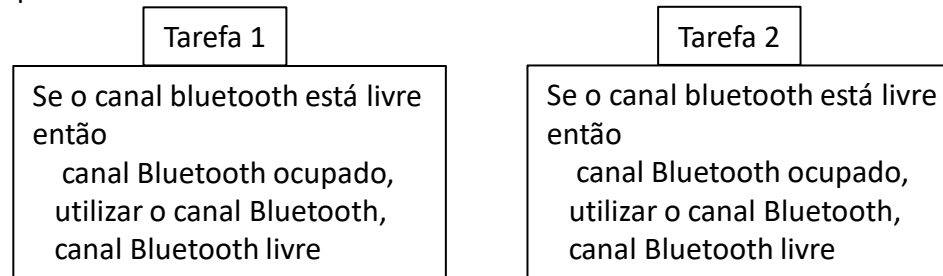 Tarefa 1
Se o canal bluetooth está livre
então
canal Bluetooth ocupado,
utilizar o canal Bluetooth,
canal Bluetooth livre
Tarefa 2
Se o canal bluetooth está livre
então
canal Bluetooth ocupado,
utilizar o canal Bluetooth,
canal Bluetooth livre